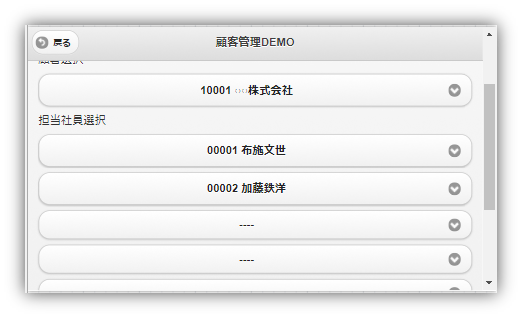 戻る
顧客管理DEMO
顧客選択
10001 ○○株式会社
担当社員選択
00001 布施文世
00002 加藤鉄洋
----
----